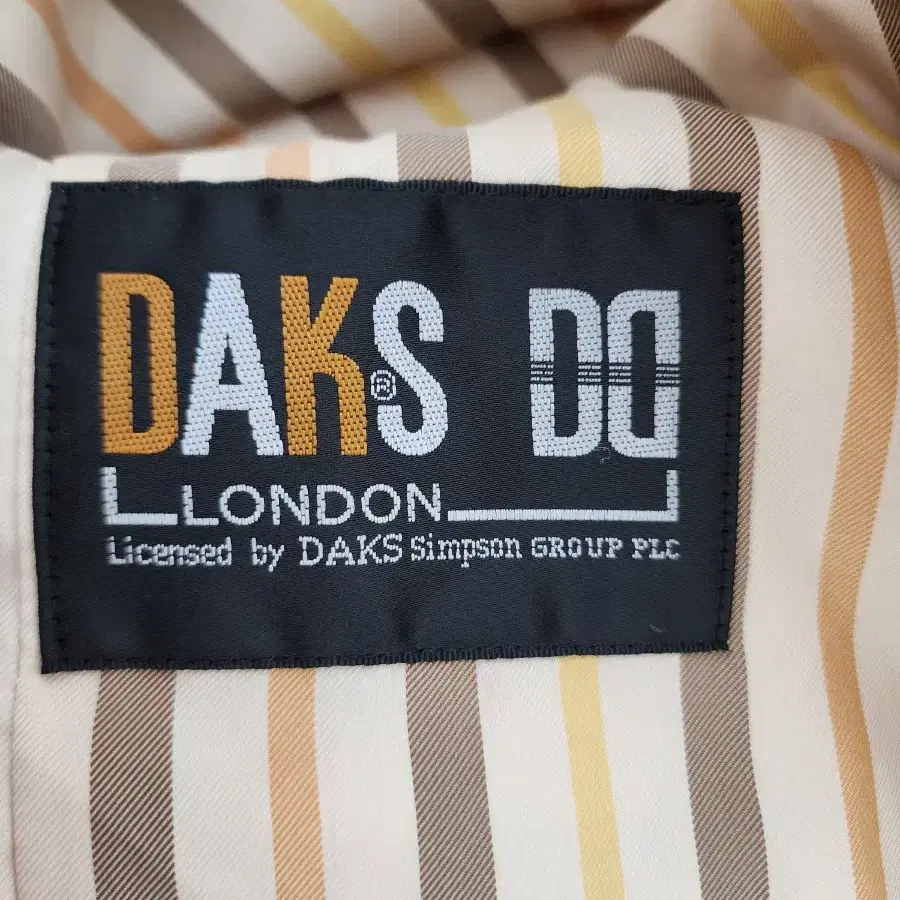 DAKS® DD
LONDON
Licensed by DAKS Simpson GROUP PLC